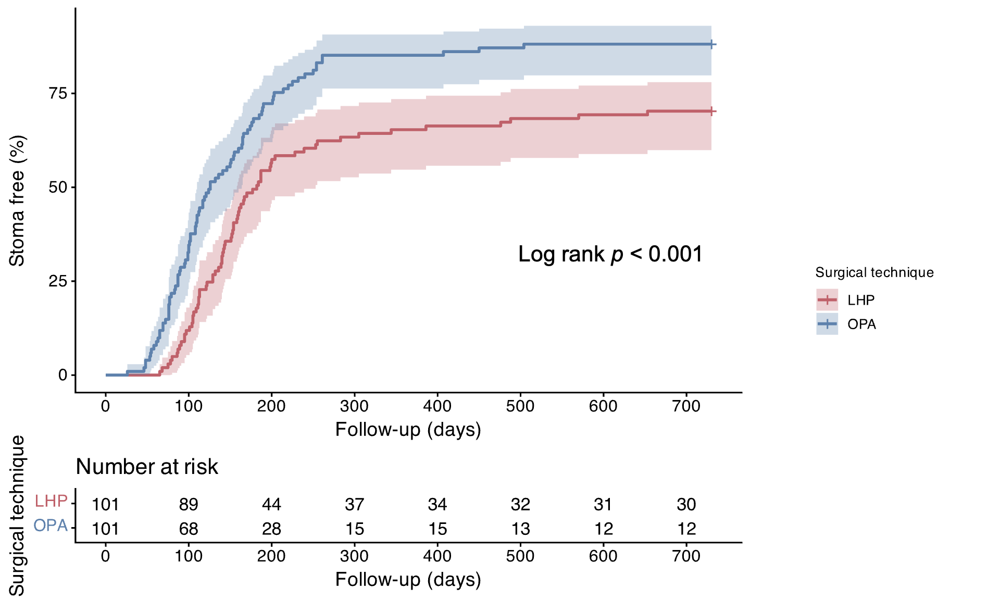 Stoma free (%)
75
50
25
0
Log rank p < 0.001
0 100 200 300 400 500 600 700
Follow-up (days)
Surgical technique
LHP
OPA
Number at risk
Surgical technique
LHP 101 89 44 37 34 32 31 30
OPA 101 68 28 15 15 13 12 12
0 100 200 300 400 500 600 700
Follow-up (days)